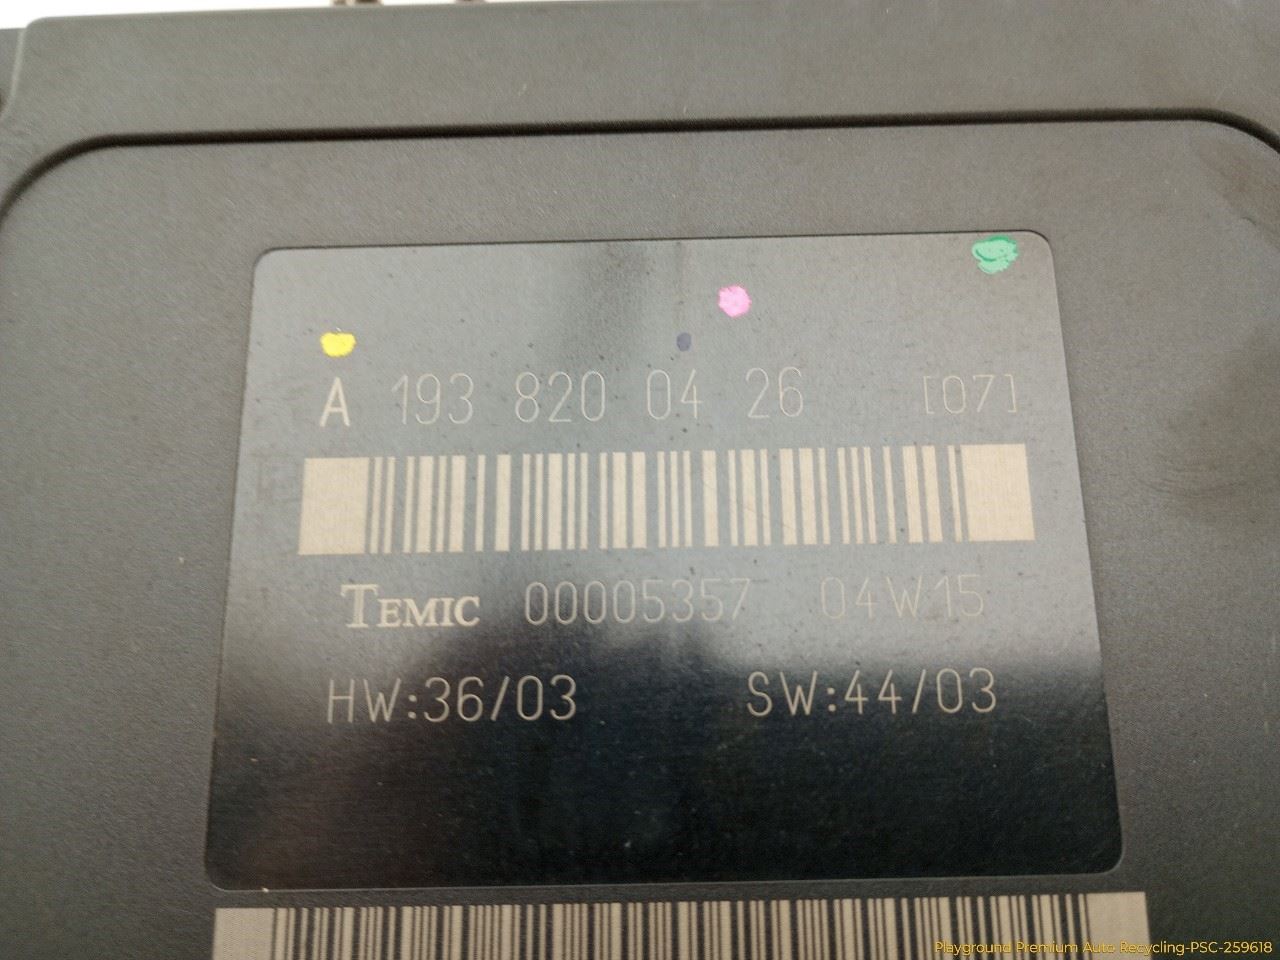 A 193 820 04 26 [07]
TEMIC 00005357 04W15
HW:36/03 SW:44/03
Playground Premium Auto Recycling-PSC-259618